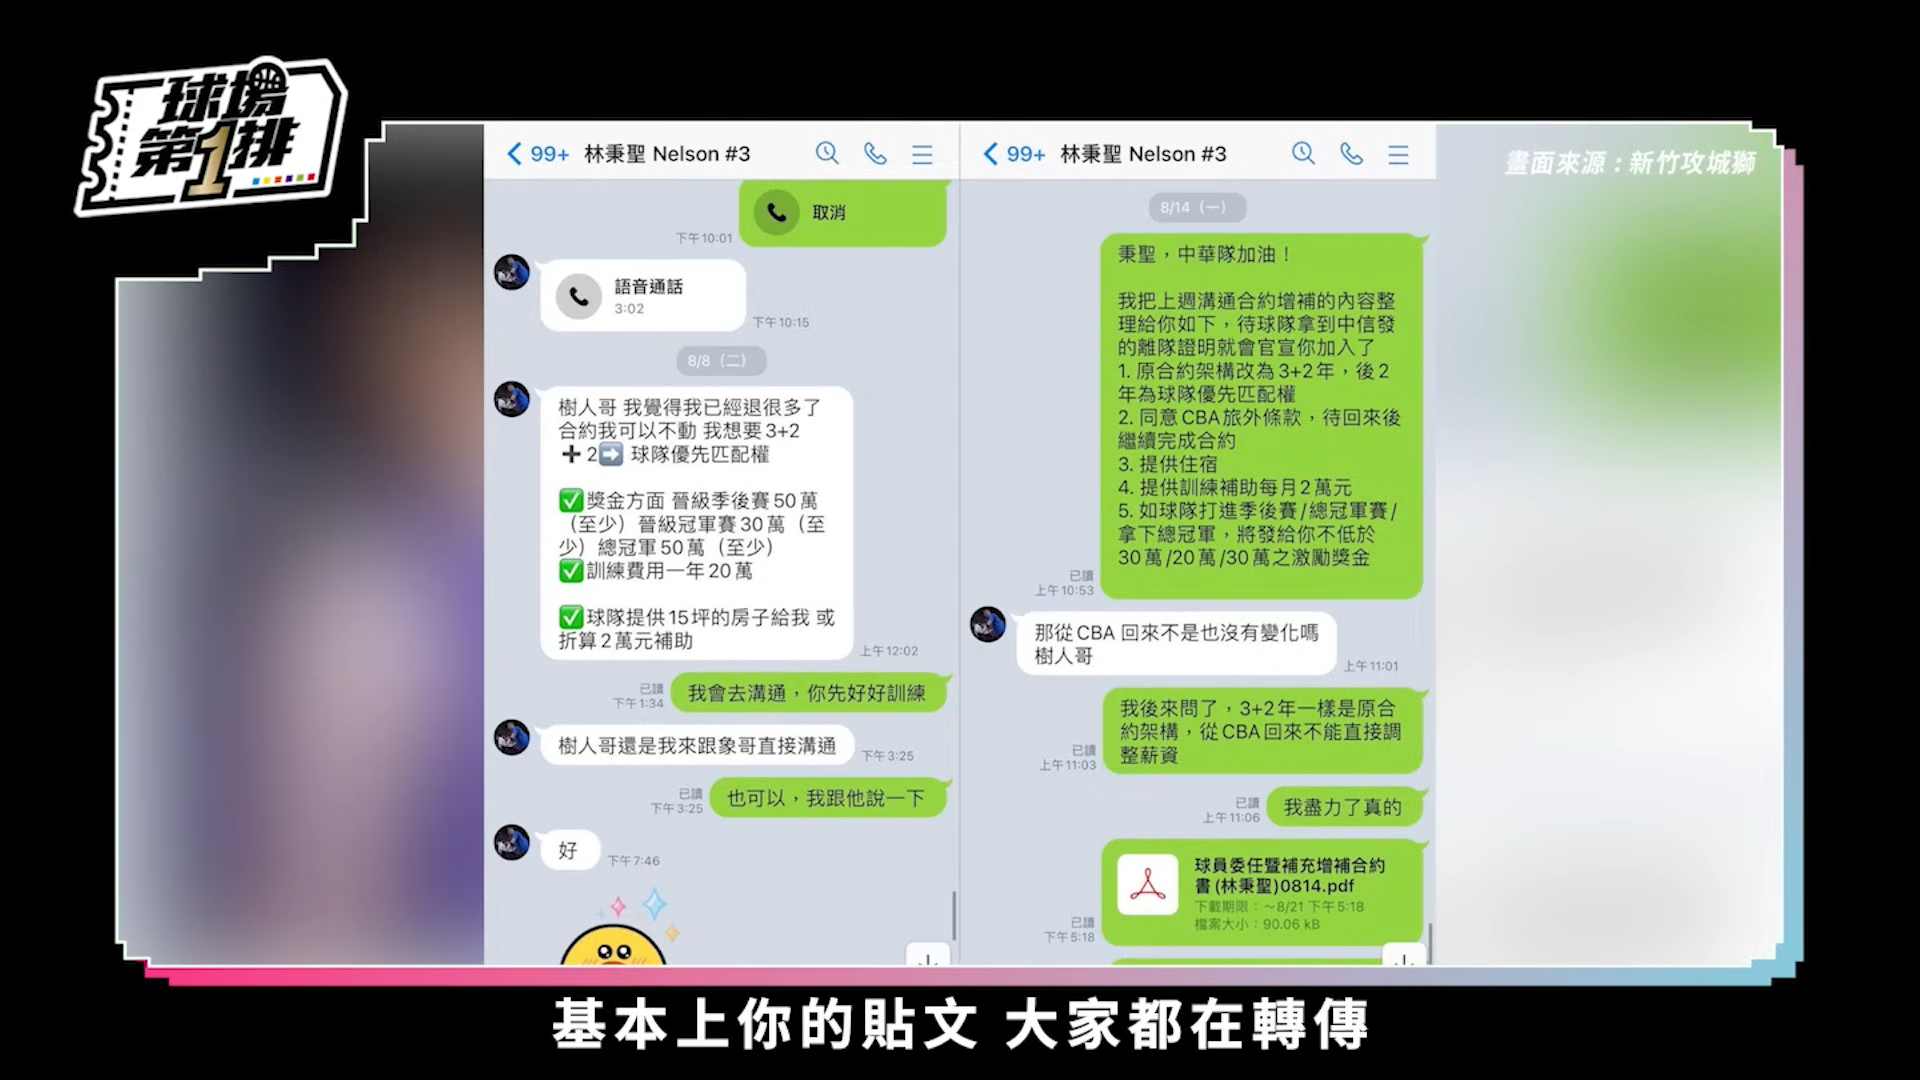 球場
第1排
畫面來源：新竹攻城獅
99+ 林秉聖 Nelson #3
取消
下午10:01
語音通話
3:02
下午10:15
8/8（二）
樹人哥 我覺得我已經退很多了
合約我可以不動 我想要3+2
➕2➡️ 球隊優先匹配權
✅獎金方面 晉級季後賽50萬
（至少）晉級冠軍賽30萬（至
少）總冠軍50萬（至少）
✅訓練費用一年20萬
✅球隊提供15坪的房子給我 或
折算2萬元補助
上午12:02
已讀
下午1:34
我會去溝通，你先好好訓練
樹人哥還是我來跟象哥直接溝通
下午3:25
已讀
下午3:25
也可以，我跟他說一下
好
下午7:46
99+ 林秉聖 Nelson #3
8/14（一）
秉聖，中華隊加油！
我把上週溝通合約增補的內容整
理給你如下，待球隊拿到中信發
的離隊證明就會官宣你加入了
1. 原合約架構改為3+2年，後2
年為球隊優先匹配權
2. 同意CBA旅外條款，待回來後
繼續完成合約
3. 提供住宿
4. 提供訓練補助每月2萬元
5. 如球隊打進季後賽/總冠軍賽/
拿下總冠軍，將發給你不低於
30萬/20萬/30萬之激勵獎金
已讀
上午10:53
那從CBA 回來不是也沒有變化嗎
樹人哥
上午11:01
我後來問了，3+2年一樣是原合
約架構，從CBA回來不能直接調
整薪資
已讀
上午11:03
已讀
上午11:06
我盡力了真的
球員委任暨補充增補合約
書(林秉聖)0814.pdf
下載期限：～8/21 下午5:18
檔案大小：90.06 kB
已讀
下午5:18
基本上你的貼文 大家都在轉傳